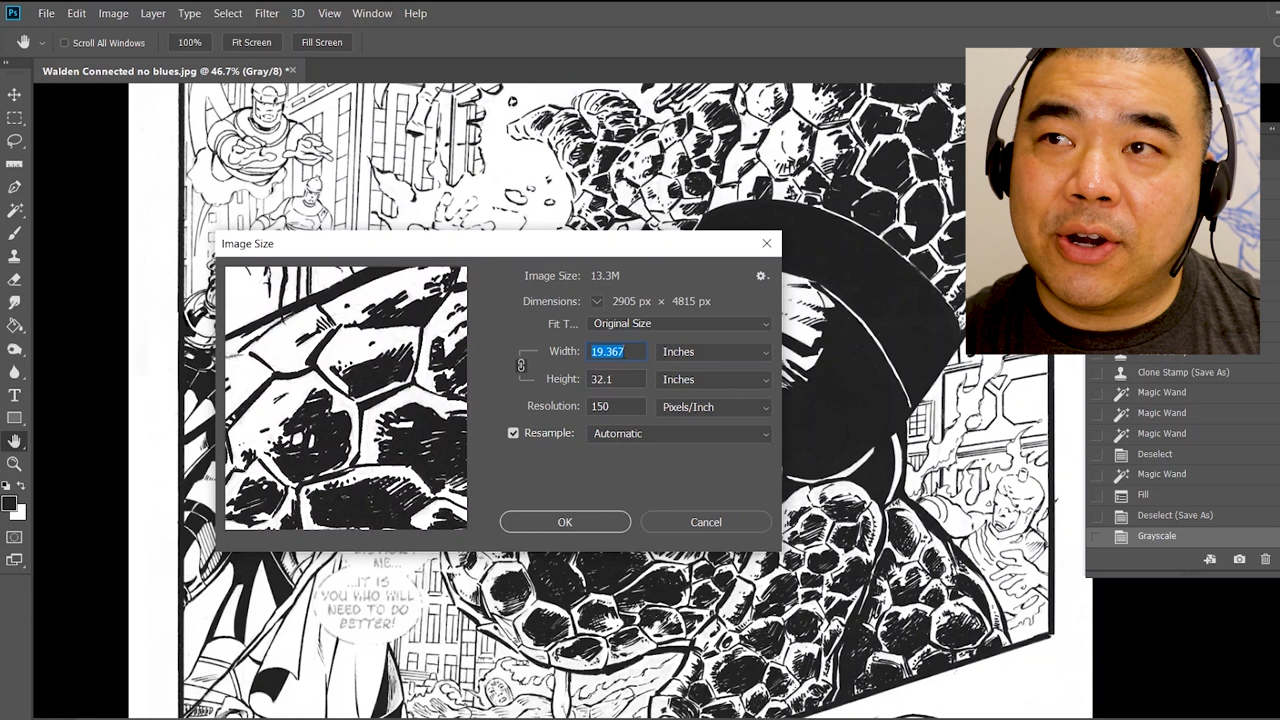 Ps File Edit Image Layer Type Select Filter 3D View Window Help
Scroll All Windows 100% Fit Screen Fill Screen
Walden Connected no blues.jpg @ 46.7% (Gray/8) *
Image Size
Image Size: 13.3M
Dimensions: 2905 px × 4815 px
Fit T... Original Size
Width: 19.367 Inches
Height: 32.1 Inches
Resolution: 150 Pixels/Inch
Resample: Automatic
OK Cancel
Clone Stamp (Save As)
Magic Wand
Magic Wand
Magic Wand
Deselect
Magic Wand
Fill
Deselect (Save As)
Grayscale
ME...
...IT IS
YOU WHO WILL
NEED TO DO
BETTER!